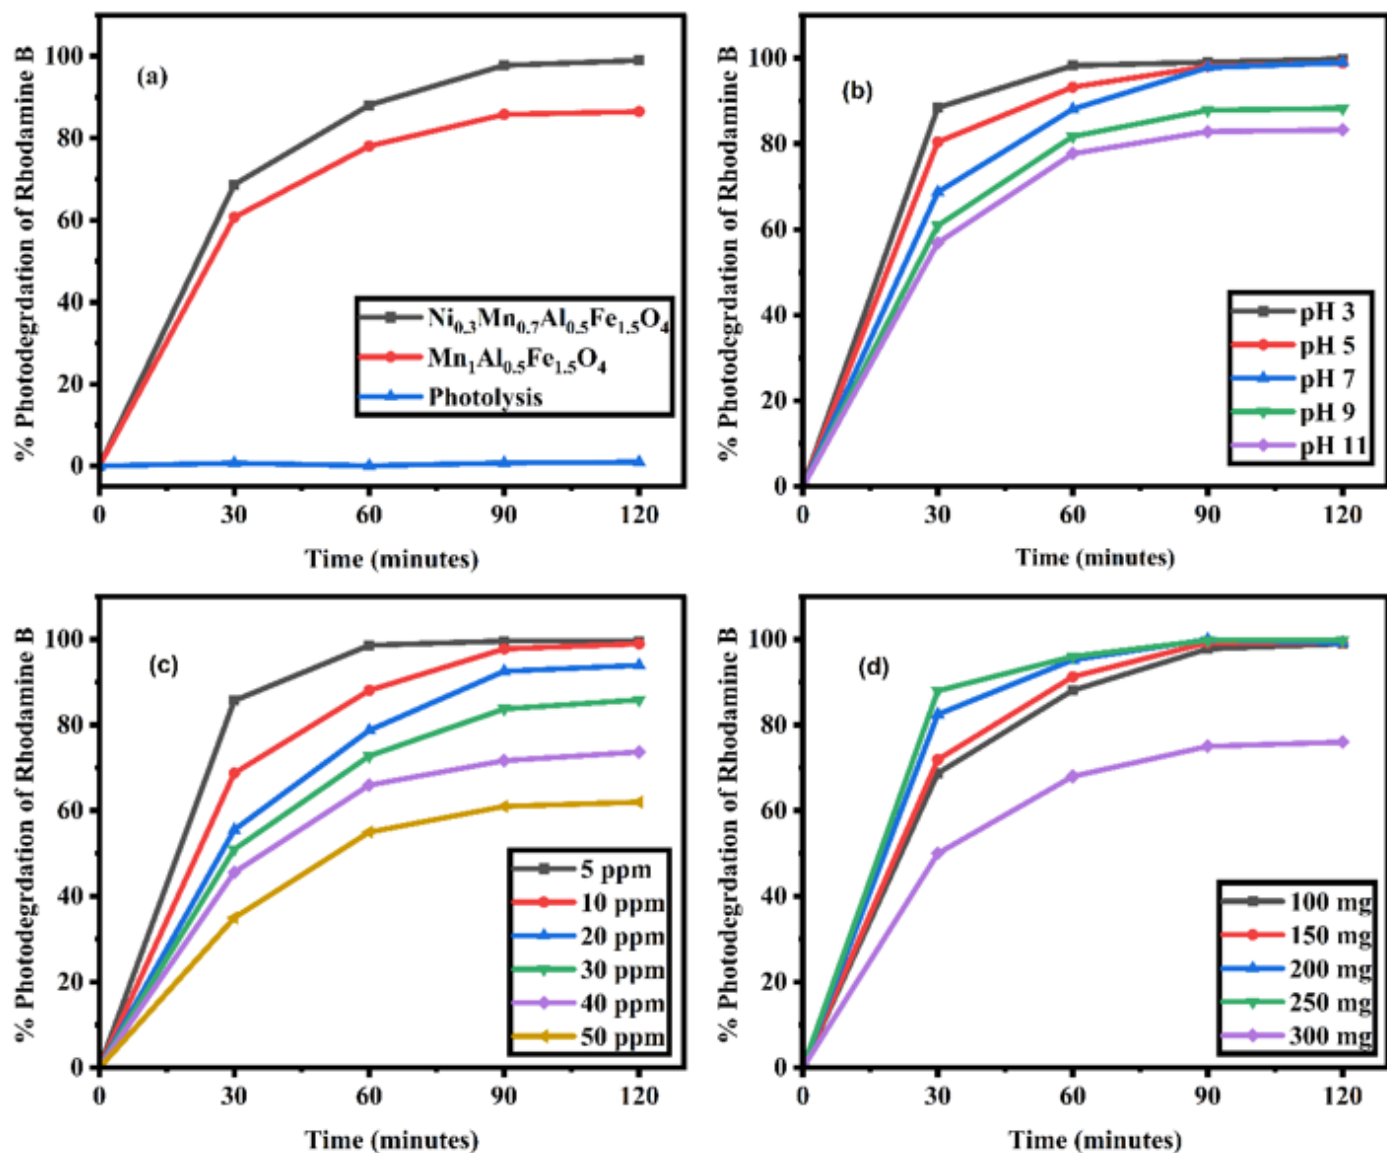 % Photodegrdation of Rhodamine B
100
80
60
40
20
0
(a)
Ni0.3Mn0.7Al0.5Fe1.5O4
Mn1Al0.5Fe1.5O4
Photolysis
0 30 60 90 120
Time (minutes)
% Photodegrdation of Rhodamine B
100
80
60
40
20
0
(b)
pH 3
pH 5
pH 7
pH 9
pH 11
0 30 60 90 120
Time (minutes)
% Photodegrdation of Rhodamine B
100
80
60
40
20
0
(c)
5 ppm
10 ppm
20 ppm
30 ppm
40 ppm
50 ppm
0 30 60 90 120
Time (minutes)
% Photodegrdation of Rhodamine B
100
80
60
40
20
0
(d)
100 mg
150 mg
200 mg
250 mg
300 mg
0 30 60 90 120
Time (minutes)